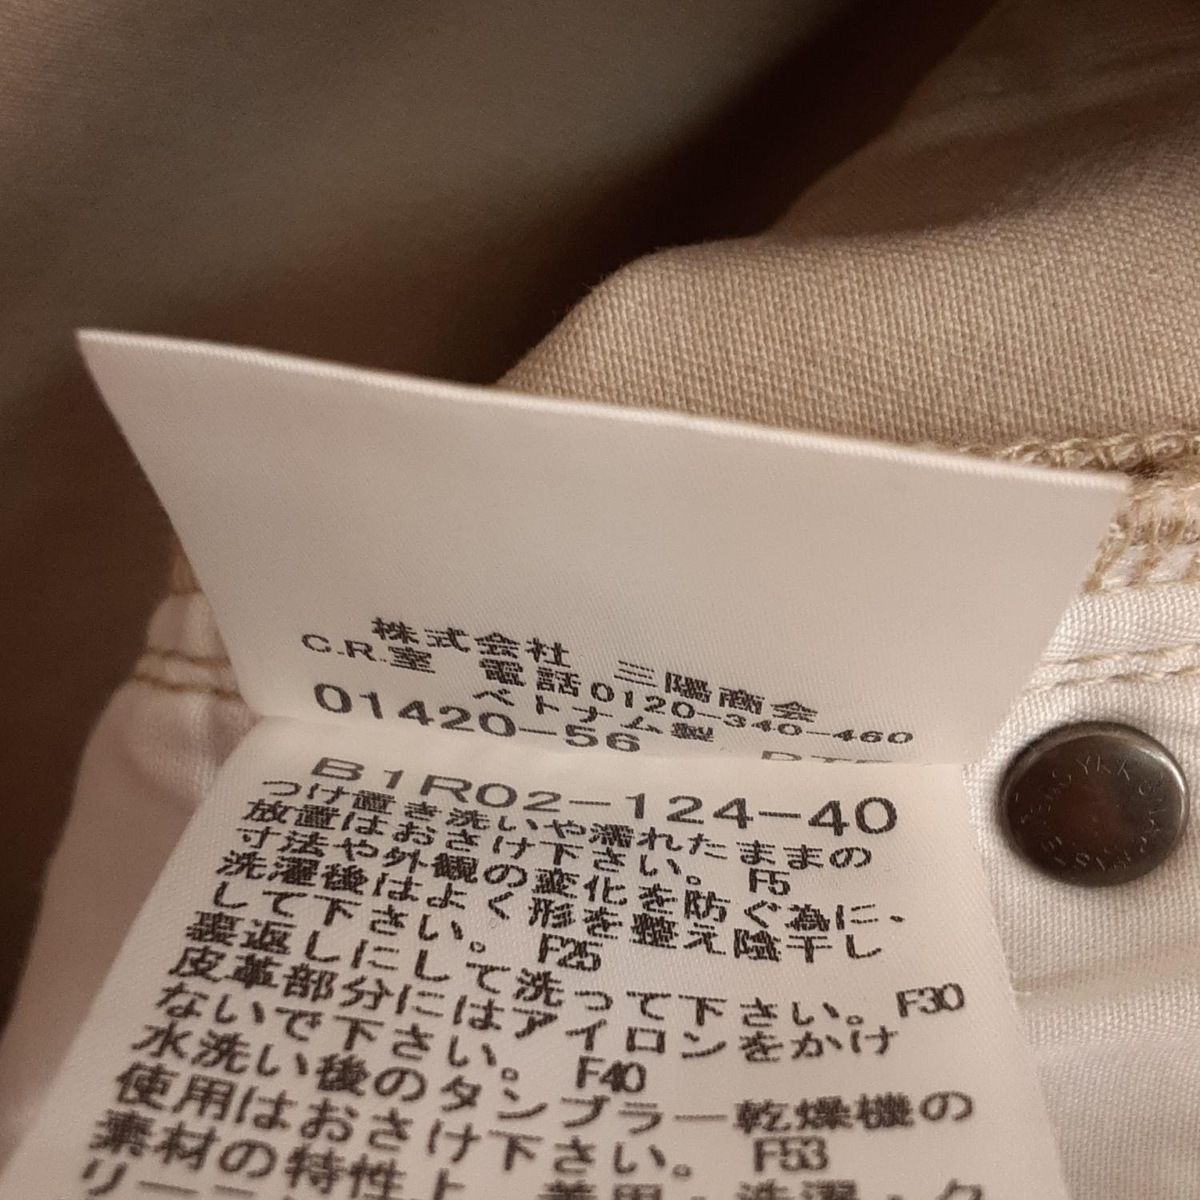 株式会社 三陽商会
C.R.室 電話0120-340-460
ベトナム製
01420-56
B1R02-124-40
つけ置き洗いや濡れたままの
放置はおさけ下さい。 F5
寸法や外観の変化を防ぐ為に、
洗濯後はよく形を整え陰干し
して下さい。 F25
裏返しにして洗って下さい。 F30
皮革部分にはアイロンをかけ
ないで下さい。 F40
水洗い後のタンブラー乾燥機の
使用はおさけ下さい。 F53
素材の特性上、着用・洗濯・ク
YKK